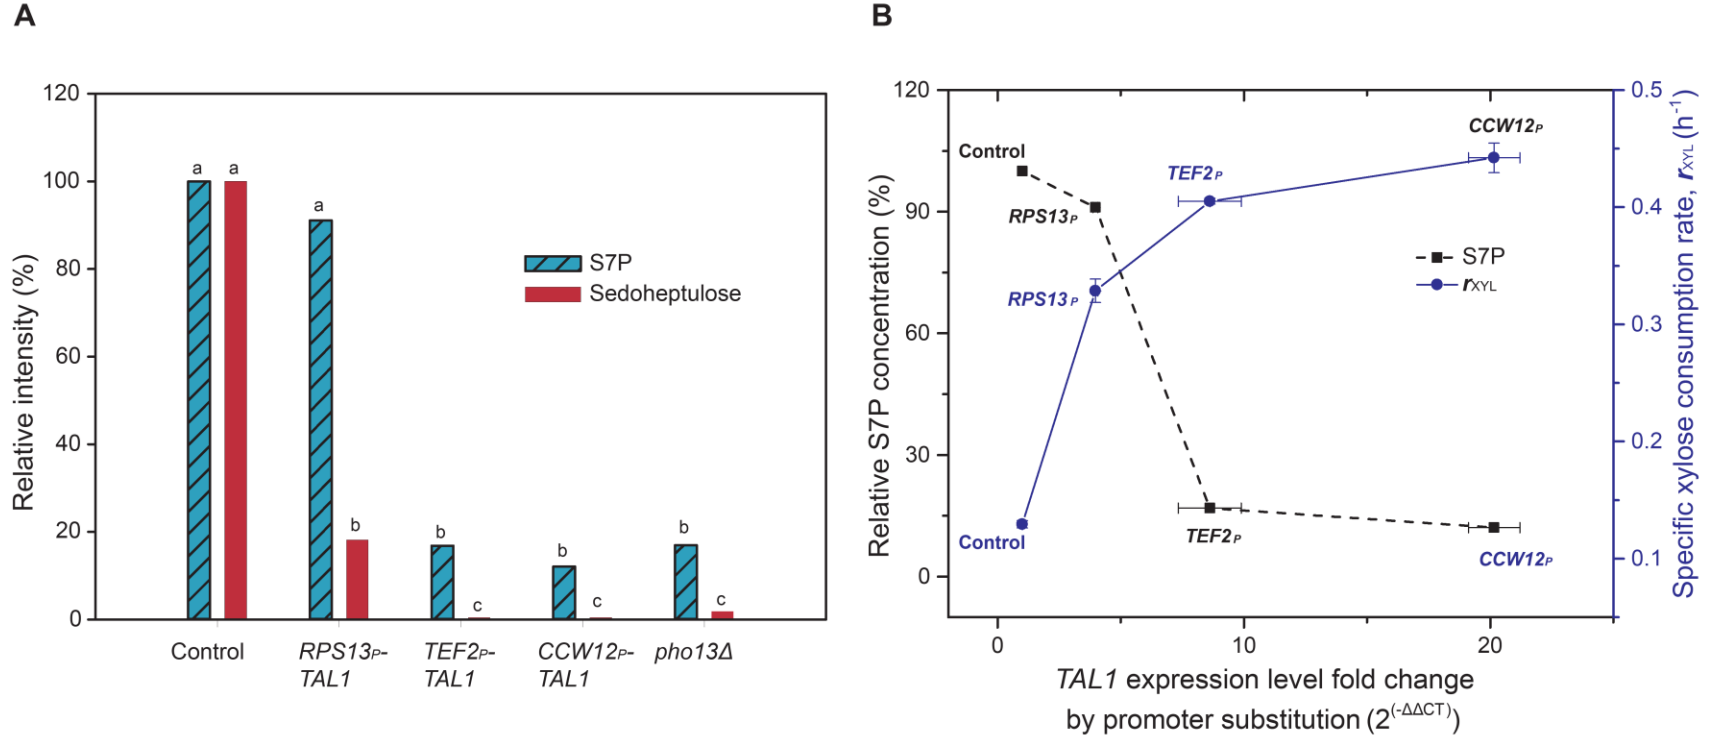 A
120
100
80
60
40
20
0
Relative intensity (%)
a a
a
b
b
c
b
c
b
c
S7P
Sedoheptulose
Control
RPS13P-
TAL1
TEF2P-
TAL1
CCW12P-
TAL1
pho13Δ
B
120
90
60
30
0
Relative S7P concentration (%)
Control
RPS13P
TEF2P
CCW12P
RPS13P
Control
TEF2P
CCW12P
S7P
rXYL
0.5
0.4
0.3
0.2
0.1
Specific xylose consumption rate, rXYL (h-1)
0 10 20
TAL1 expression level fold change
by promoter substitution (2(-ΔΔCT))